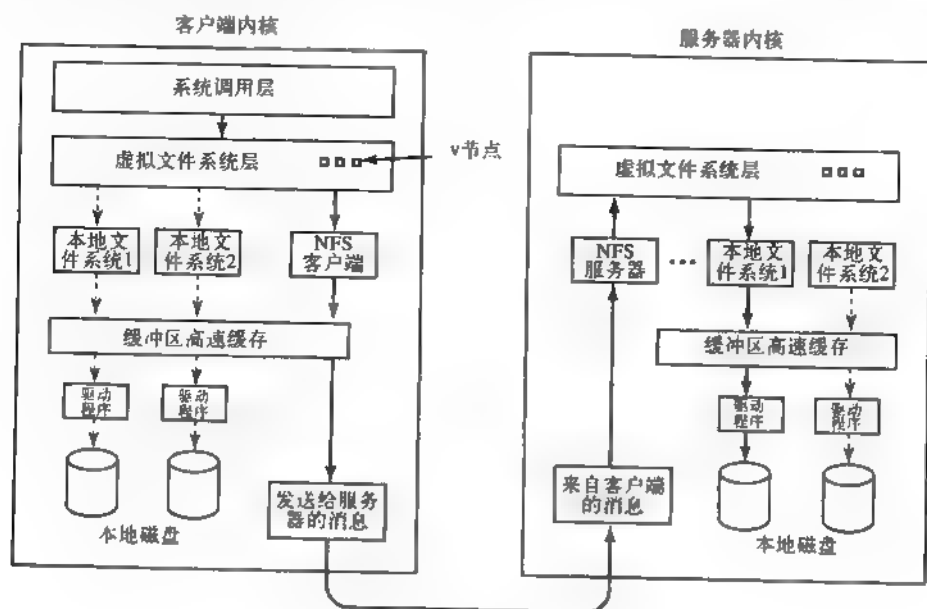 客户端内核
系统调用层
虚拟文件系统层
v节点
本地文
件系统1
本地文
件系统2
NFS
客户端
缓冲区高速缓存
驱动
程序
驱动
程序
发送给服务
器的消息
本地磁盘
服务器内核
虚拟文件系统层
NFS
服务器
...
本地文
件系统1
本地文
件系统2
缓冲区高速缓存
驱动
程序
驱动
程序
来自客户端
的消息
本地磁盘